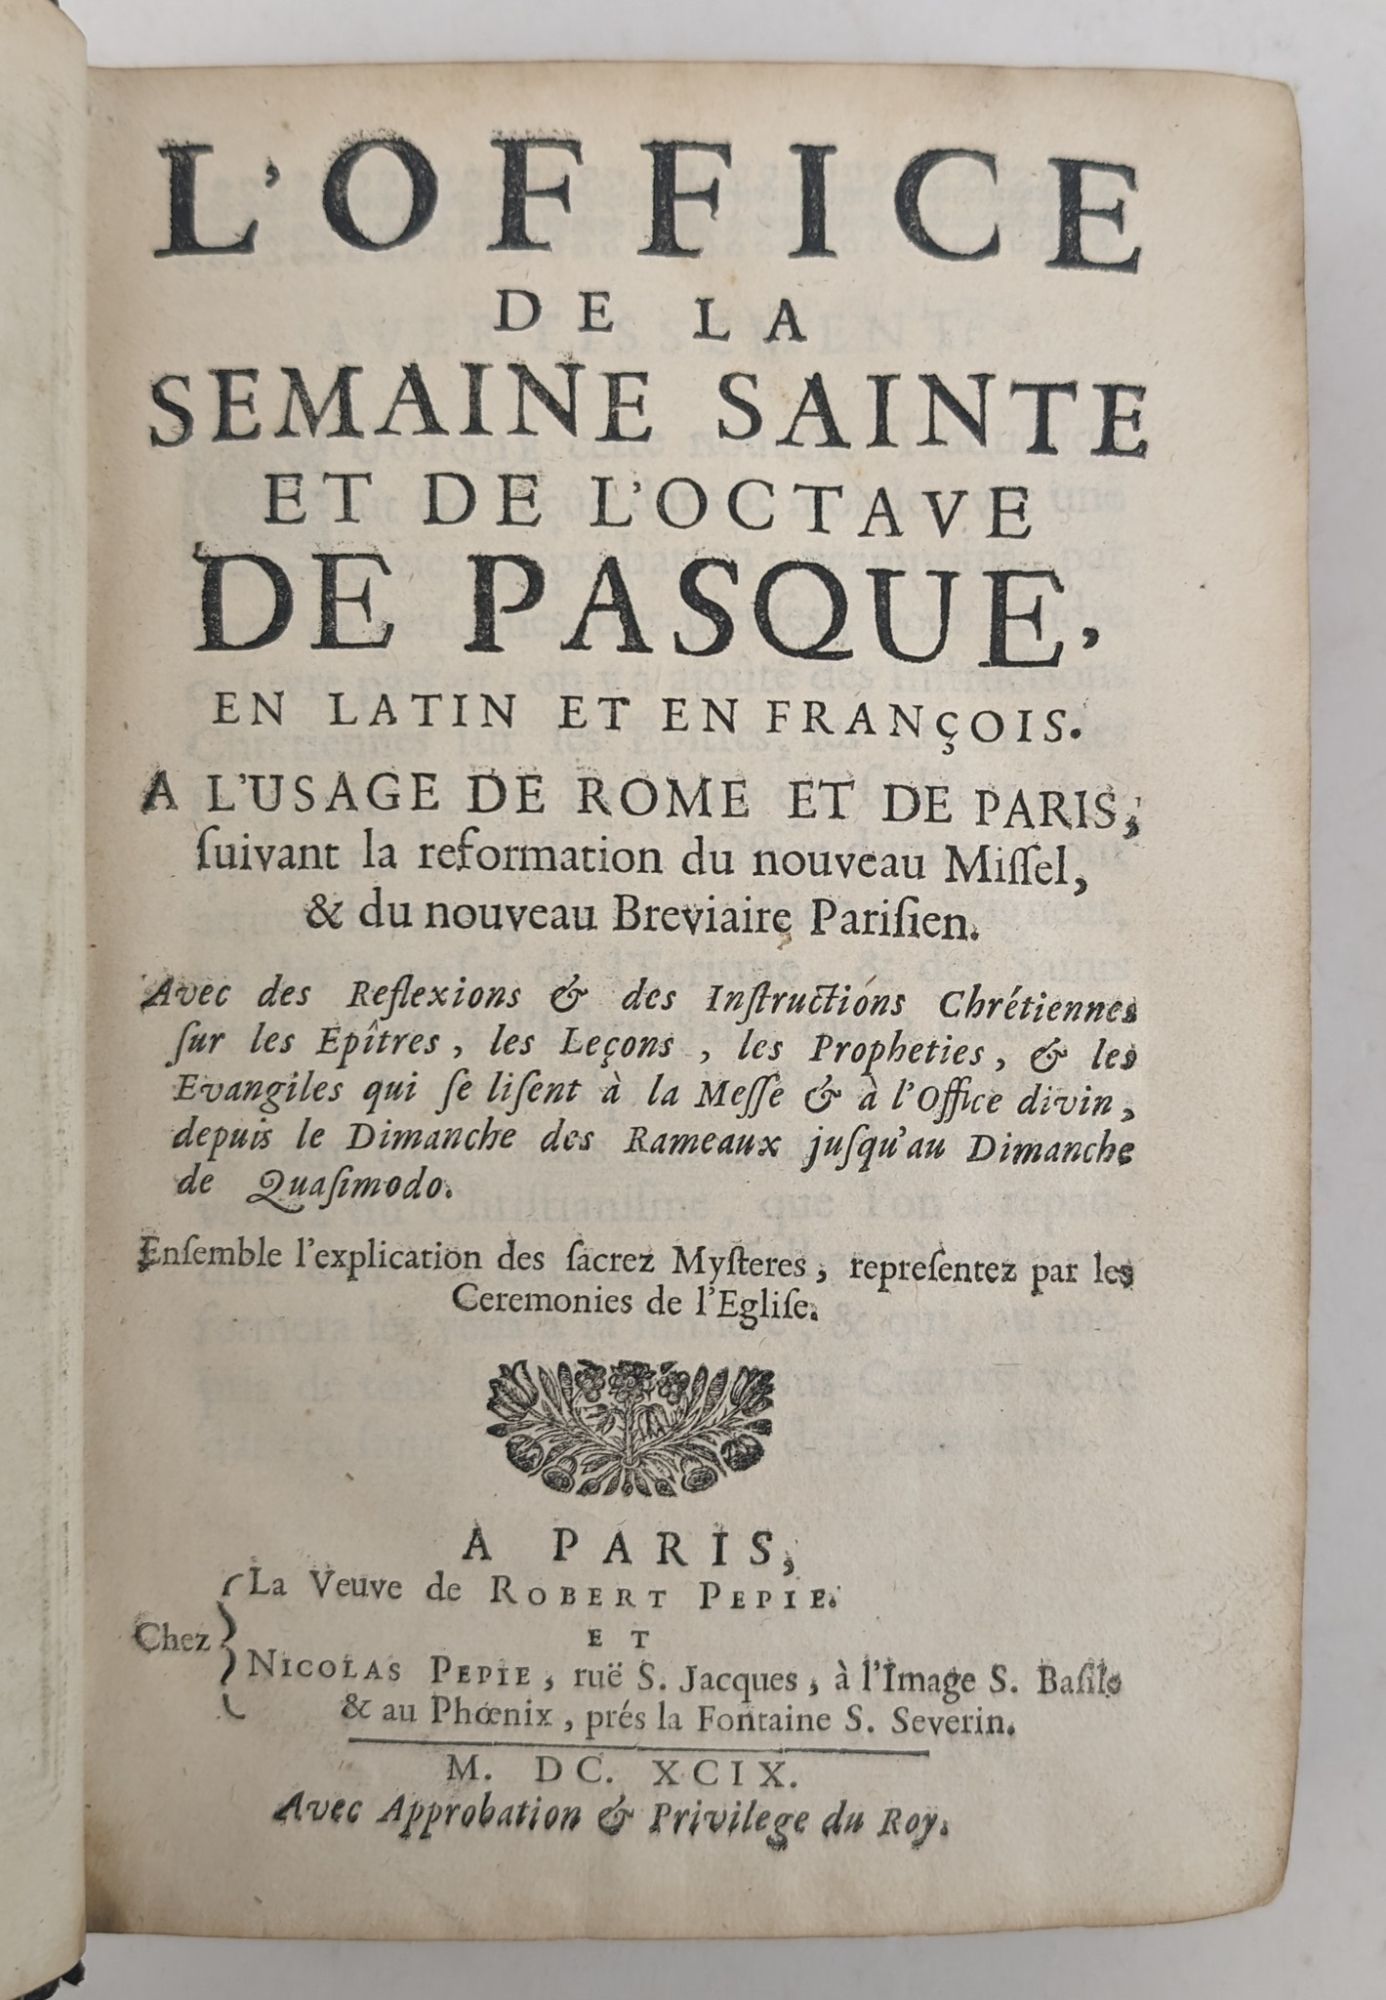 L'OFFICE
DE LA
SEMAINE SAINTE
ET DE L'OCTAVE
DE PASQUE,
EN LATIN ET EN FRANÇOIS.
A L'USAGE DE ROME ET DE PARIS,
ſuivant la reformation du nouveau Miſſel,
& du nouveau Breviaire Pariſien.
Avec des Reflexions & des Inſtructions Chrétiennes
ſur les Epîtres, les Leçons, les Propheties, & les
Evangiles qui ſe liſent à la Meſſe & à l'Office divin,
depuis le Dimanche des Rameaux juſqu'au Dimanche
de Quaſimodo.
Enſemble l'explication des ſacrez Myſteres, repreſentez par les
Ceremonies de l'Egliſe.
A PARIS,
La Veuve de ROBERT PEPIE.
ET
Chez
NICOLAS PEPIE, ruë S. Jacques, à l'Image S. Baſile
& au Phœnix, prés la Fontaine S. Severin.
M. DC. XCIX.
Avec Approbation & Privilege du Roy.